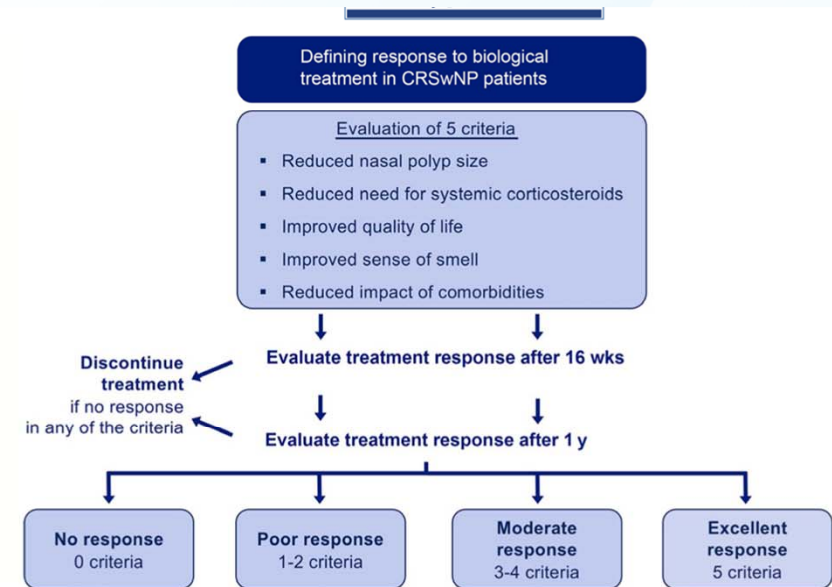 Defining response to biological
treatment in CRSwNP patients
Evaluation of 5 criteria
▪ Reduced nasal polyp size
▪ Reduced need for systemic corticosteroids
▪ Improved quality of life
▪ Improved sense of smell
▪ Reduced impact of comorbidities
Evaluate treatment response after 16 wks
Discontinue
treatment
if no response
in any of the criteria
Evaluate treatment response after 1 y
No response
0 criteria
Poor response
1-2 criteria
Moderate
response
3-4 criteria
Excellent
response
5 criteria